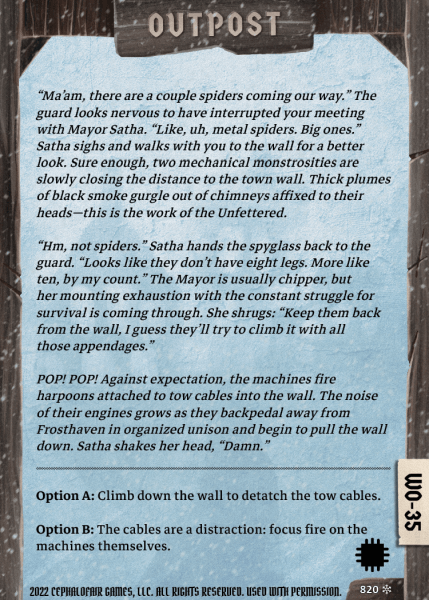 OUTPOST
“Ma’am, there are a couple spiders coming our way.” The
guard looks nervous to have interrupted your meeting
with Mayor Satha. “Like, uh, metal spiders. Big ones.”
Satha sighs and walks with you to the wall for a better
look. Sure enough, two mechanical monstrosities are
slowly closing the distance to the town wall. Thick plumes
of black smoke gurgle out of chimneys affixed to their
heads—this is the work of the Unfettered.
“Hm, not spiders.” Satha hands the spyglass back to the
guard. “Looks like they don’t have eight legs. More like
ten, by my count.” The Mayor is usually chipper, but
her mounting exhaustion with the constant struggle for
survival is coming through. She shrugs: “Keep them back
from the wall, I guess they’ll try to climb it with all
those appendages.”
POP! POP! Against expectation, the machines fire
harpoons attached to tow cables into the wall. The noise
of their engines grows as they backpedal away from
Frosthaven in organized unison and begin to pull the wall
down. Satha shakes her head, “Damn.”
Option A: Climb down the wall to detatch the tow cables.
Option B: The cables are a distraction: focus fire on the
machines themselves.
WO-35
2022 CEPHALOFAIR GAMES, LLC. ALL RIGHTS RESERVED. USED WITH PERMISSION.
820